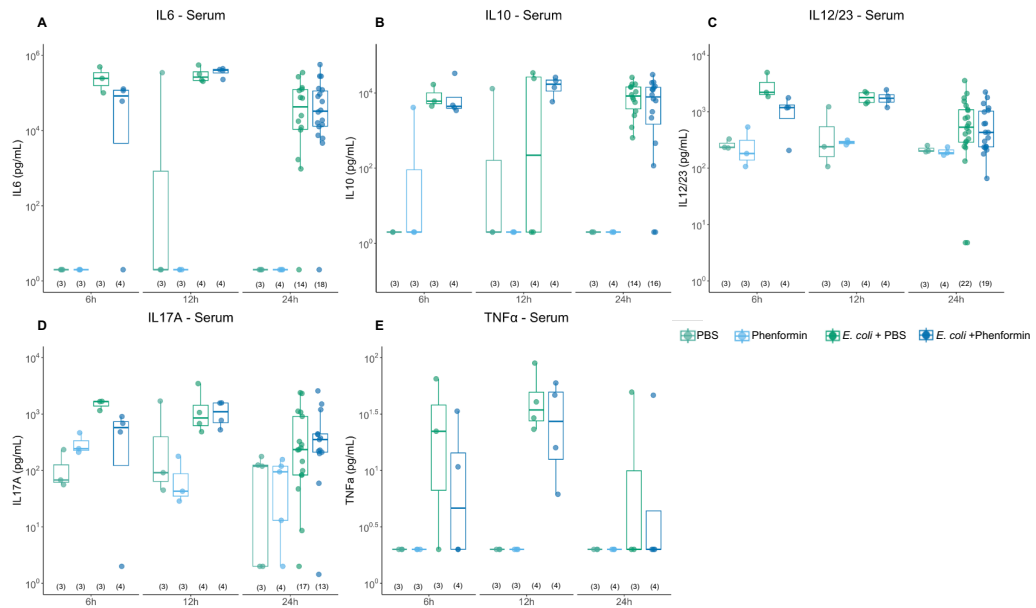 A
IL6 - Serum
IL6 (pg/mL)
10^6
10^4
10^2
10^0
(3) (3) (3) (4) (3) (3) (4) (4) (3) (3) (14) (18)
6h 12h 24h
B
IL10 - Serum
IL10 (pg/mL)
10^4
10^2
10^0
(3) (3) (3) (4) (3) (3) (4) (4) (3) (3) (14) (16)
6h 12h 24h
C
IL12/23 - Serum
IL12/23 (pg/mL)
10^4
10^3
10^2
10^1
10^0
(3) (3) (3) (4) (3) (3) (4) (4) (3) (4) (22) (19)
6h 12h 24h
D
IL17A - Serum
IL17A (pg/mL)
10^4
10^3
10^2
10^1
10^0
(3) (3) (3) (4) (3) (3) (4) (4) (3) (4) (17) (13)
6h 12h 24h
E
TNFα - Serum
TNFa (pg/mL)
10^2
10^1.5
10^1
10^0.5
10^0
(3) (3) (3) (4) (3) (3) (4) (4) (3) (3) (3) (4)
6h 12h 24h
PBS Phenformin E. coli + PBS E. coli +Phenformin